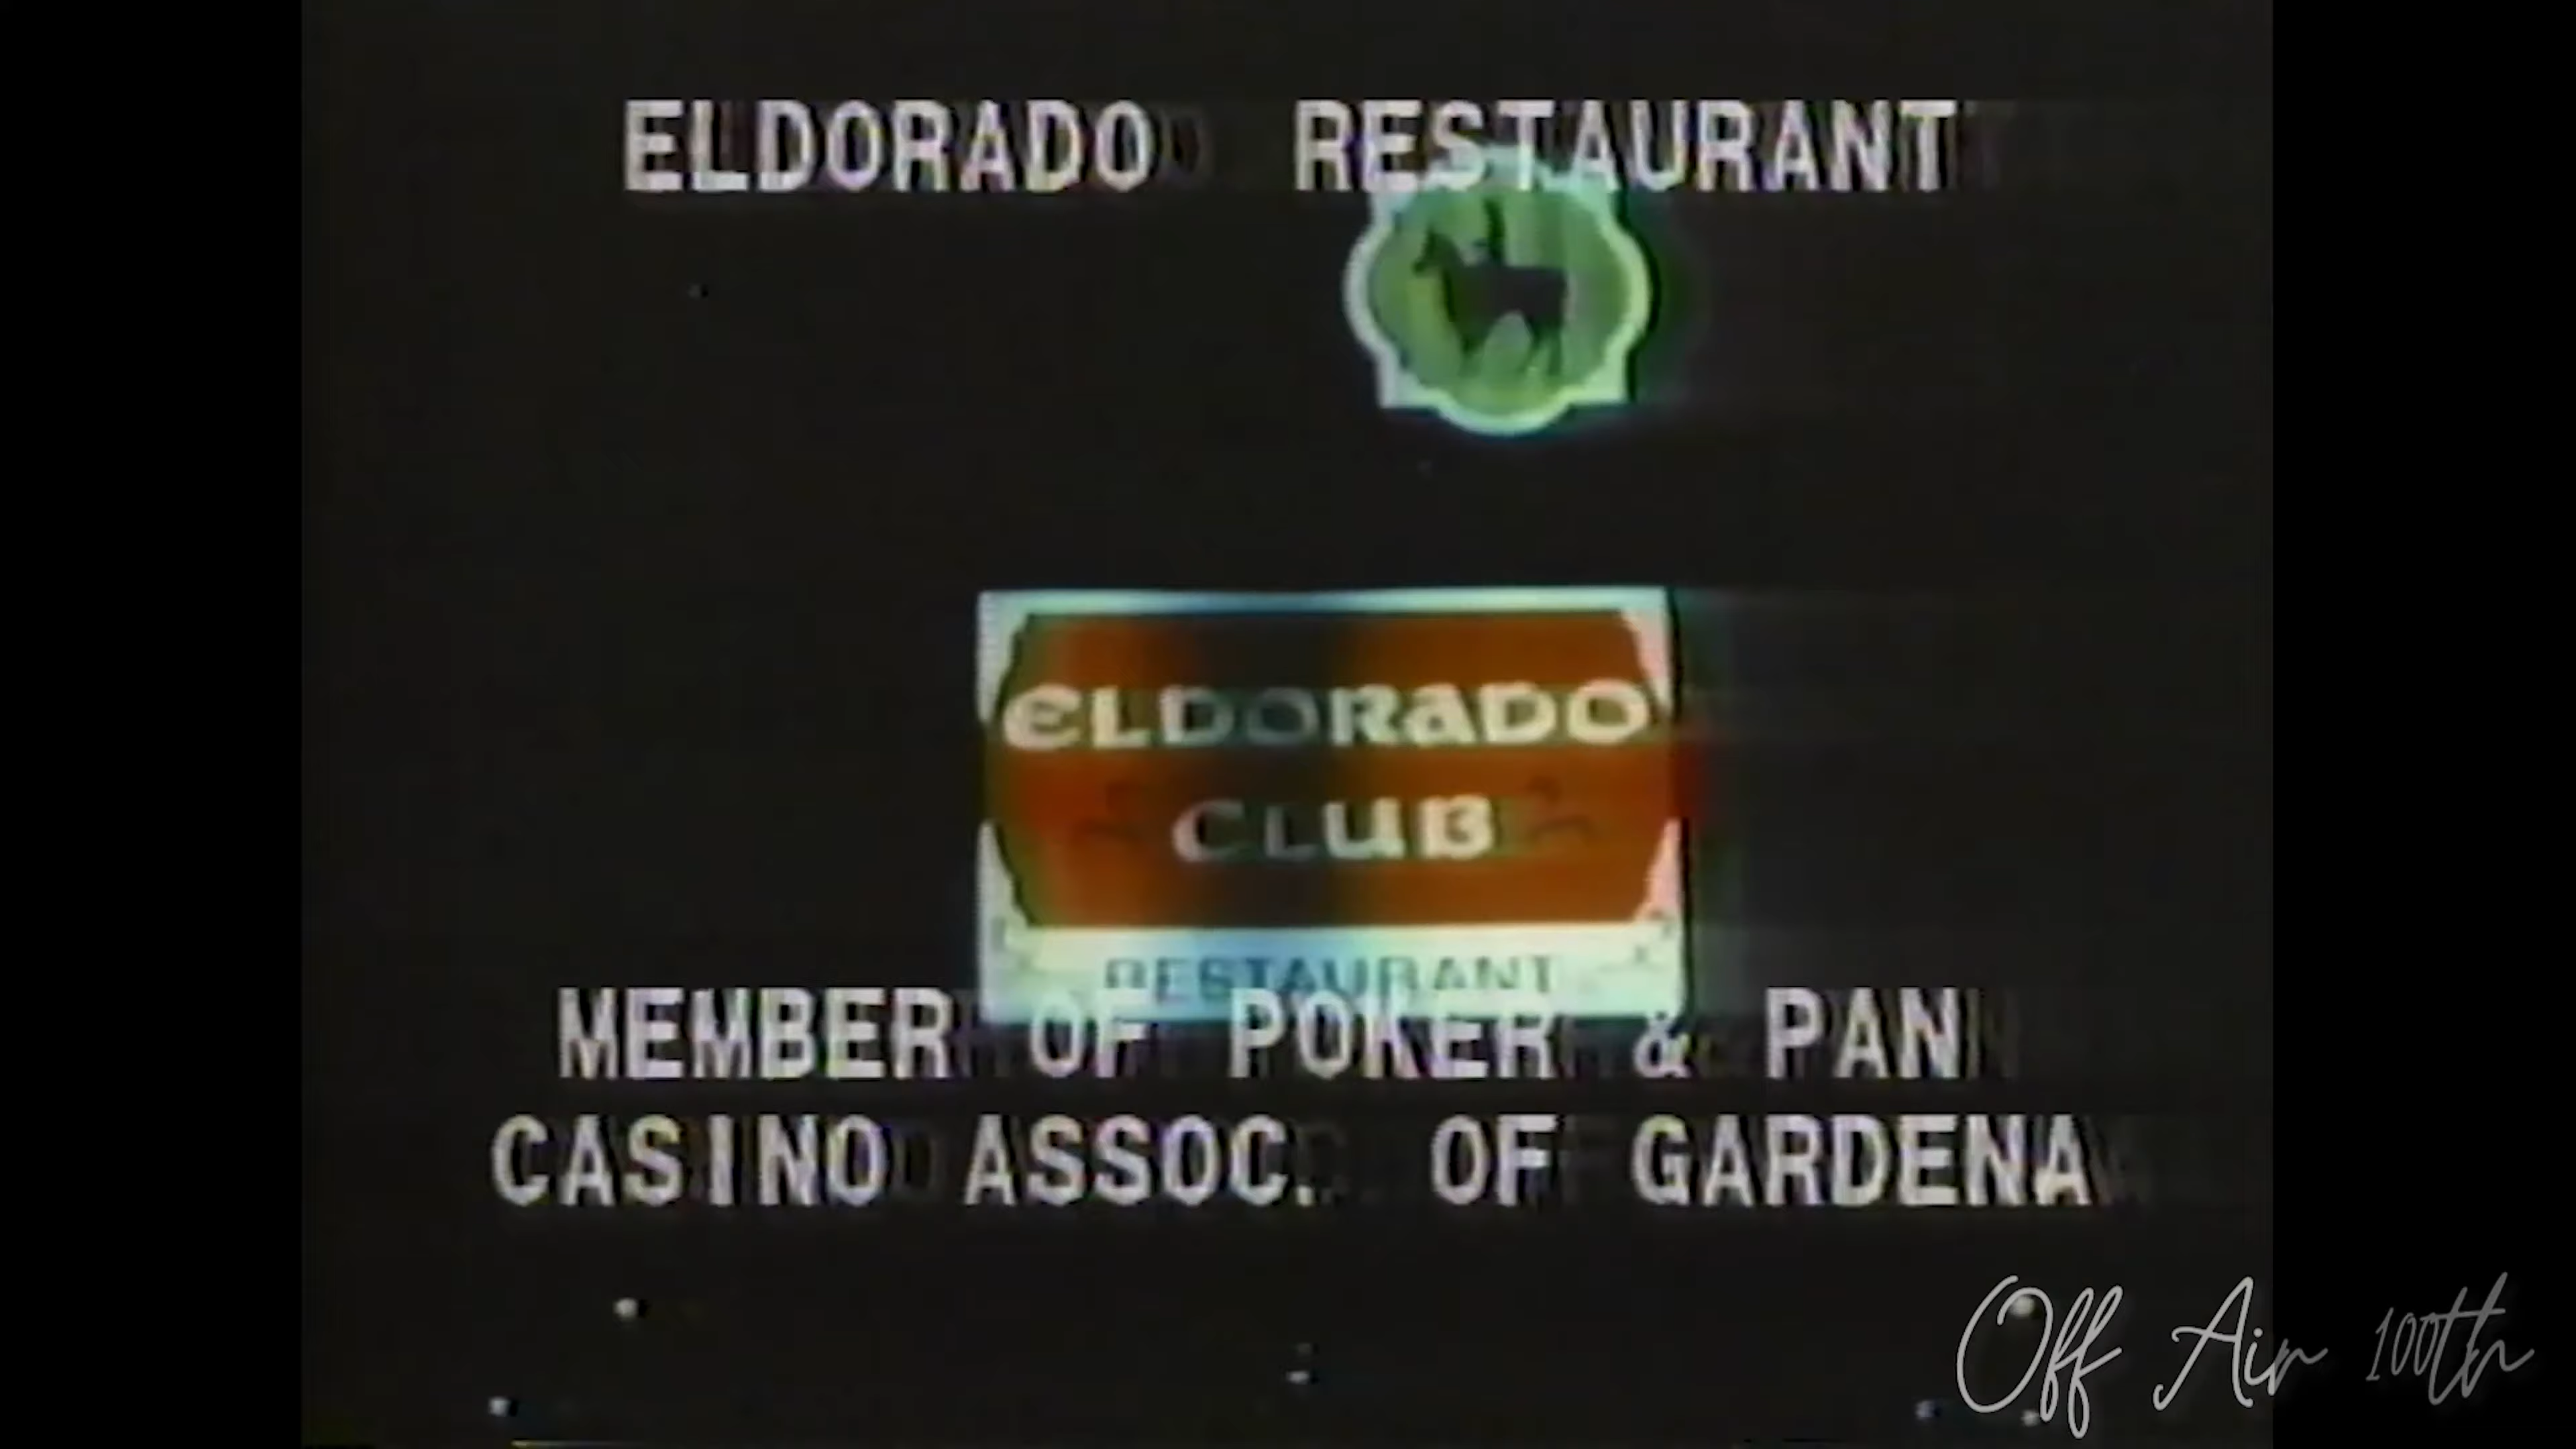 ELDORADO RESTAURANT
ELDORADO
CLUB
RESTAURANT
MEMBER OF POKER & PAN
CASINO ASSOC. OF GARDENA
Off Air 100th